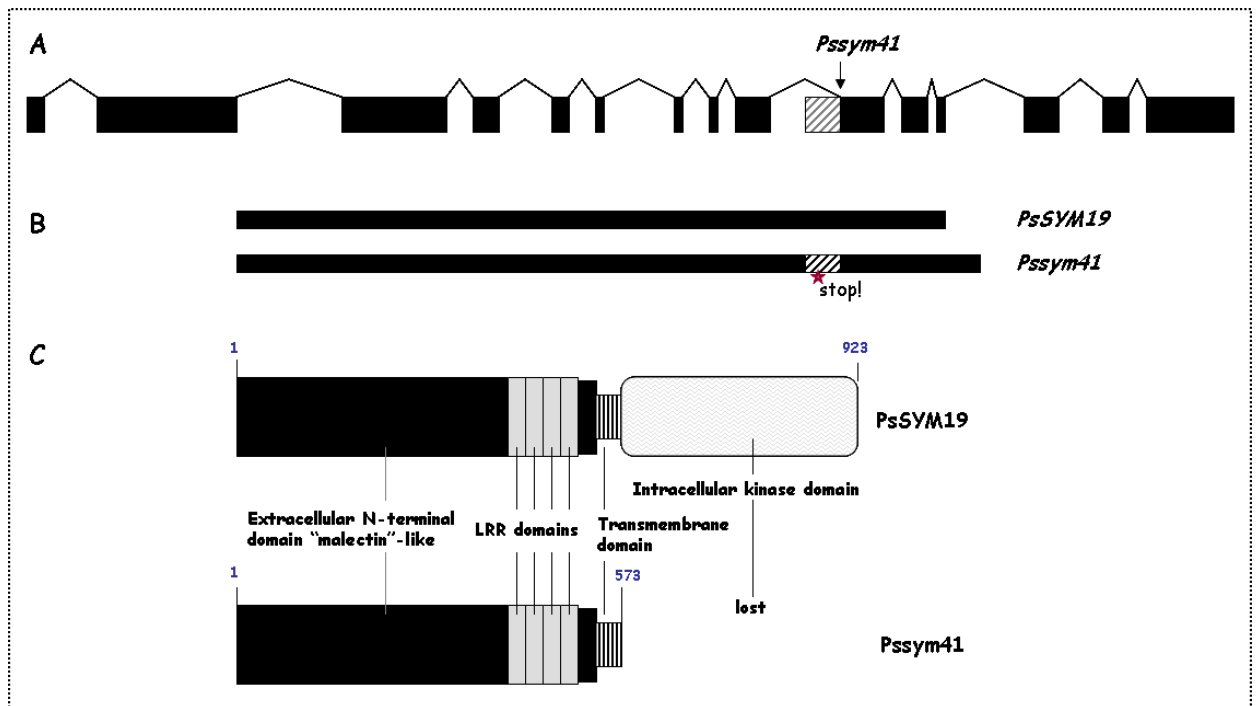 A
Pssym41
B
PsSYM19
Pssym41
stop!
C
1
923
PsSYM19
Intracellular kinase domain
Extracellular N-terminal
domain "malectin"-like
LRR domains
Transmembrane
domain
1
573
lost
Pssym41